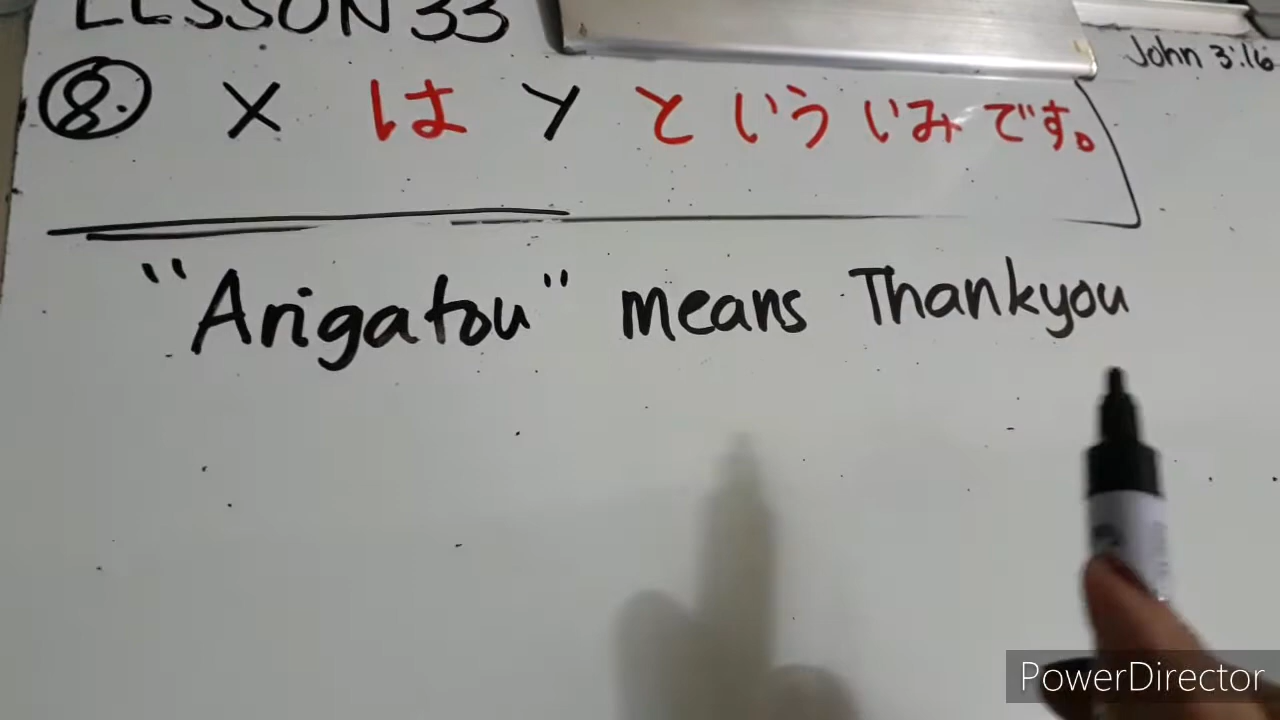 LESSON 33
John 3:16
8. X は Y と いう いみ です。
"Arigatou" means Thankyou
PowerDirector